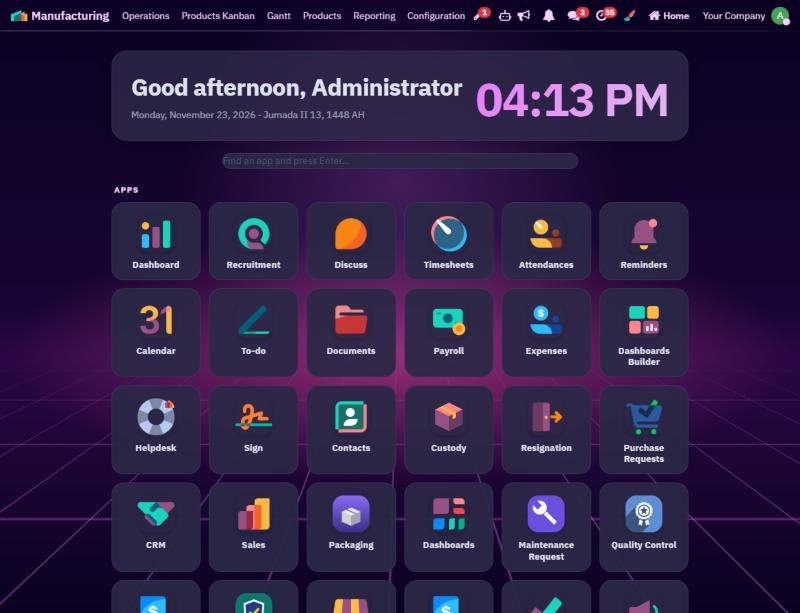 Manufacturing Operations Products Kanban Gantt Products Reporting Configuration 1 2 55 Home Your Company A
Good afternoon, Administrator
04:13 PM
Monday, November 23, 2026 - Jumada II 13, 1448 AH
Find an app and press Enter...
APPS
Dashboard
Recruitment
Discuss
Timesheets
Attendances
Reminders
31
Calendar
To-do
Documents
Payroll
Expenses
Dashboards
Builder
Helpdesk
Sign
Contacts
Custody
Resignation
Purchase
Requests
CRM
Sales
Packaging
Dashboards
Maintenance
Request
Quality Control